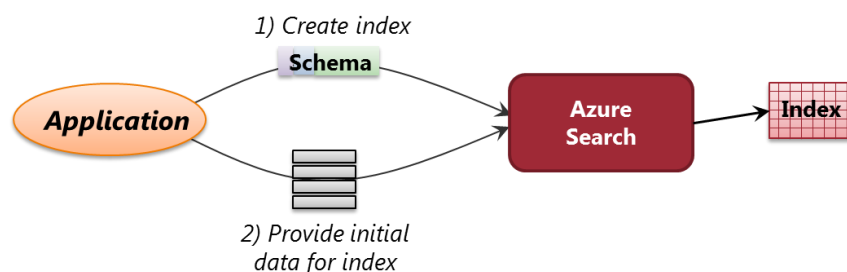 1) Create index
Schema
Application
Azure
Search
Index
2) Provide initial
data for index